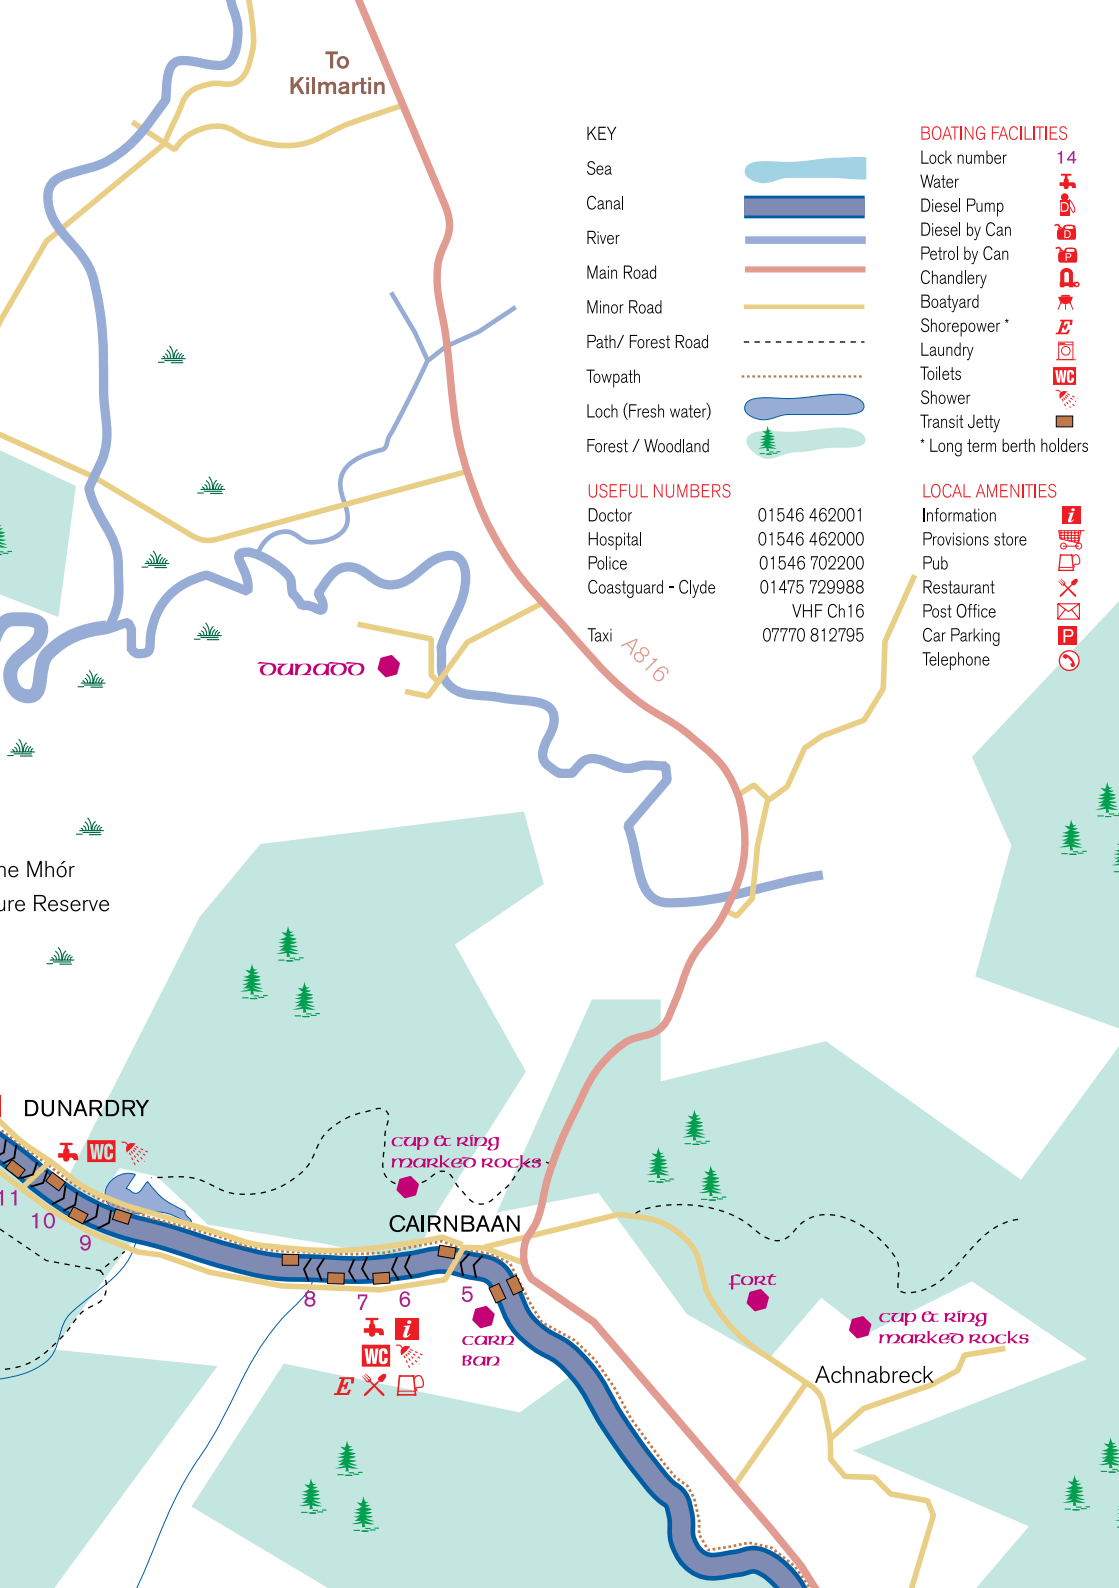 To
Kilmartin
KEY
Sea
Canal
River
Main Road
Minor Road
Path/ Forest Road
Towpath
Loch (Fresh water)
Forest / Woodland
BOATING FACILITIES
Lock number 14
Water
Diesel Pump D
Diesel by Can D
Petrol by Can P
Chandlery
Boatyard
Shorepower * E
Laundry
Toilets WC
Shower
Transit Jetty
* Long term berth holders
USEFUL NUMBERS
Doctor 01546 462001
Hospital 01546 462000
Police 01546 702200
Coastguard - Clyde 01475 729988
VHF Ch16
Taxi 07770 812795
LOCAL AMENITIES
Information i
Provisions store
Pub
Restaurant
Post Office
Car Parking P
Telephone
A816
Dunadd
ne Mhór
ure Reserve
DUNARDRY
WC
11
10
9
cup & ring
marked rocks
CAIRNBAAN
8
7
6
5
i
WC
E
carn
ban
fort
cup & ring
marked rocks
Achnabreck